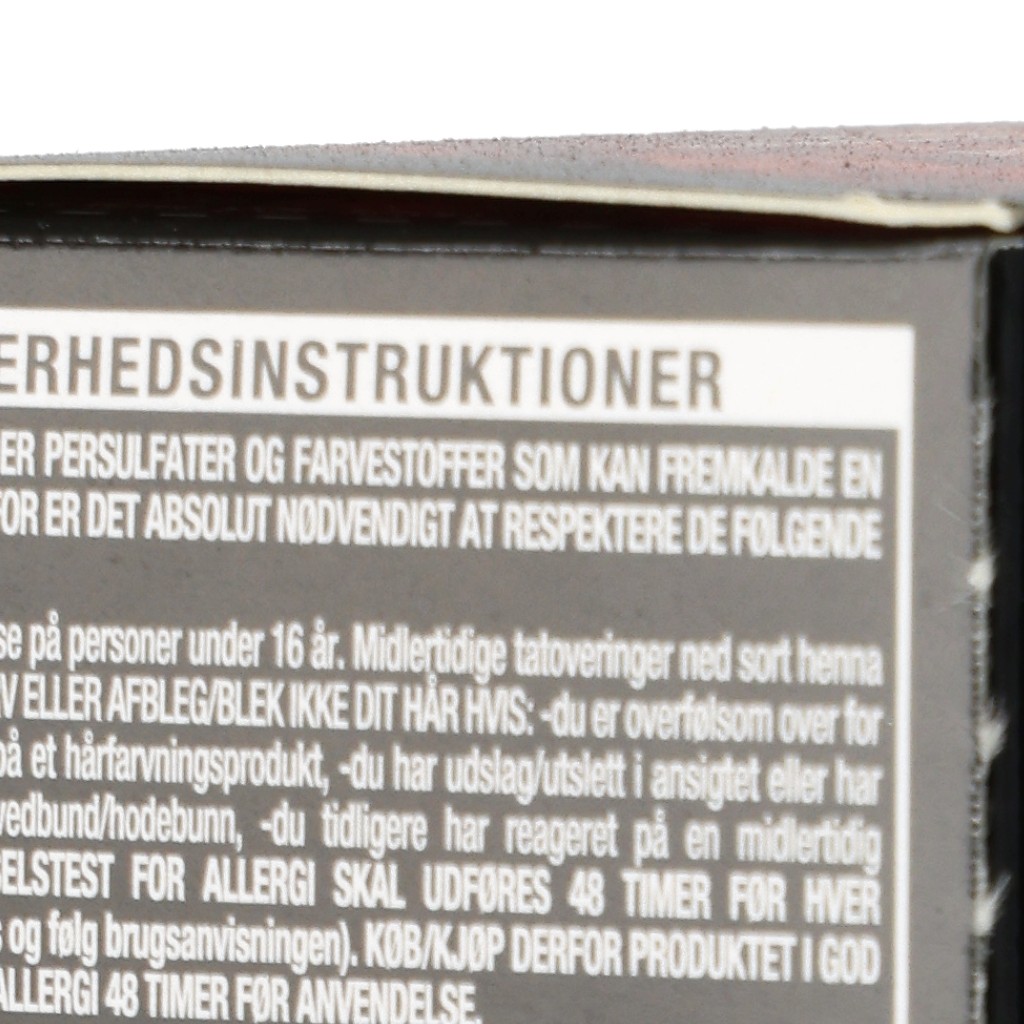 ERHEDSINSTRUKTIONER
ER PERSULFATER OG FARVESTOFFER SOM KAN FREMKALDE EN
FOR ER DET ABSOLUT NØDVENDIGT AT RESPEKTERE DE FØLGENDE
se på personer under 16 år. Midlertidige tatoveringer ned sort henna
V ELLER AFBLEG/BLEK IKKE DIT HÅR HVIS: -du er overfølsom over for
på et hårfarvningsprodukt, -du har udslag/utslett i ansigtet eller har
vedbund/hodebunn, -du tidligere har reageret på en midlertidig
ELSTEST FOR ALLERGI SKAL UDFØRES 48 TIMER FØR HVER
og følg brugsanvisningen). KØB/KJØP DERFOR PRODUKTET I GOD
ALLERGI 48 TIMER FØR ANVENDELSE.